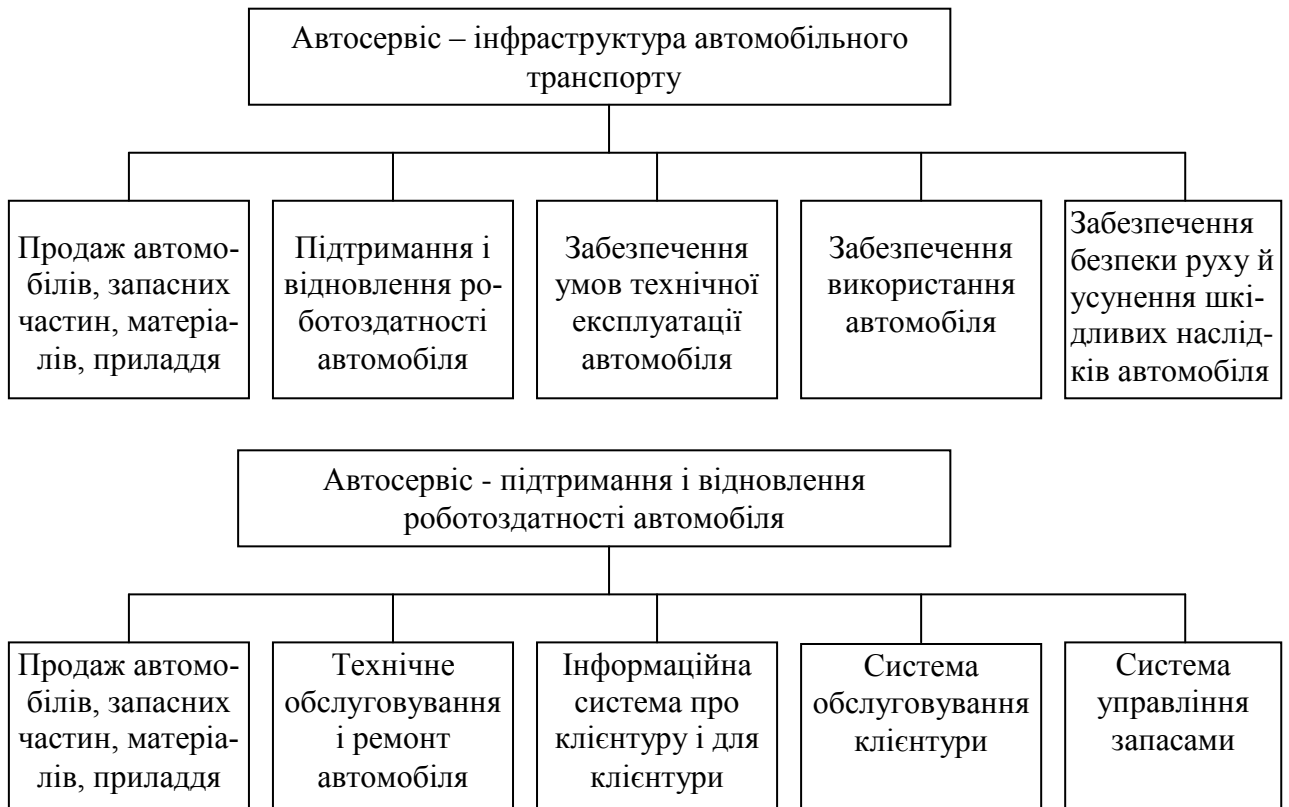 Автосервіс – інфраструктура автомобільного
транспорту
Продаж автомо-
білів, запасних
частин, матеріа-
лів, приладдя
Підтримання і
відновлення ро-
ботоздатності
автомобіля
Забезпечення
умов технічної
експлуатації
автомобіля
Забезпечення
використання
автомобіля
Забезпечення
безпеки руху й
усунення шкі-
дливих наслід-
ків автомобіля
Автосервіс - підтримання і відновлення
роботоздатності автомобіля
Продаж автомо-
білів, запасних
частин, матеріа-
лів, приладдя
Технічне
обслуговування
і ремонт
автомобіля
Інформаційна
система про
клієнтуру і для
клієнтури
Система
обслуговування
клієнтури
Система
управління
запасами